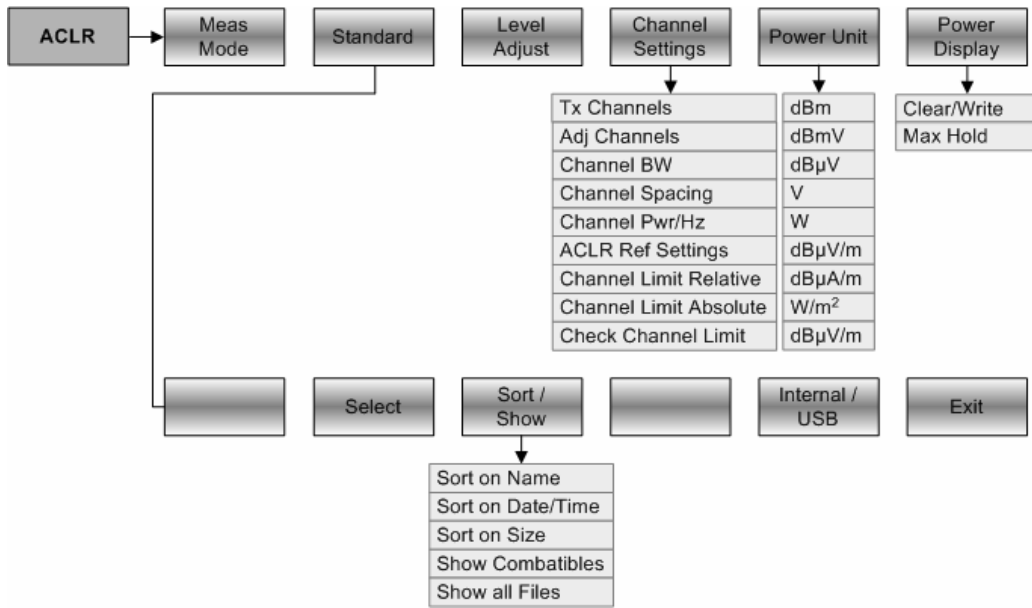 ACLR
Meas
Mode
Standard
Level
Adjust
Channel
Settings
Power Unit
Power
Display
Tx Channels
Adj Channels
Channel BW
Channel Spacing
Channel Pwr/Hz
ACLR Ref Settings
Channel Limit Relative
Channel Limit Absolute
Check Channel Limit
dBm
dBmV
dBµV
V
W
dBµV/m
dBµA/m
W/m²
dBµV/m
Clear/Write
Max Hold
Select
Sort /
Show
Internal /
USB
Exit
Sort on Name
Sort on Date/Time
Sort on Size
Show Combatibles
Show all Files